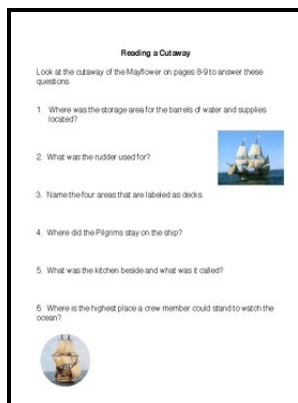 Reading a Cutaway
Look at the cutaway of the Mayflower on pages 8-9 to answer these
questions.
1. Where was the storage area for the barrels of water and supplies
located?
2. What was the rudder used for?
3. Name the four areas that are labeled as decks.
4. Where did the Pilgrims stay on the ship?
5. What was the kitchen beside and what was it called?
6. Where is the highest place a crew member could stand to watch the
ocean?